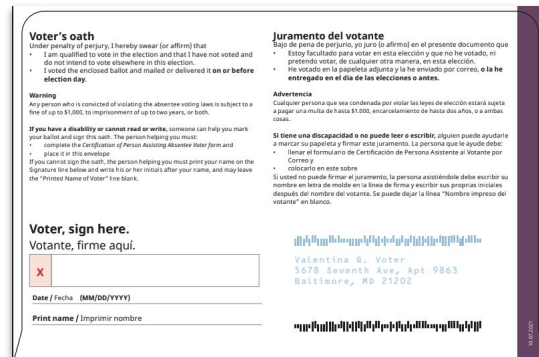 Voter's oath
Under penalty of perjury, I hereby swear (or affirm) that
• I am qualified to vote in the election and that I have not voted and
do not intend to vote elsewhere in this election.
• I voted the enclosed ballot and mailed or delivered it on or before
election day.
Warning
Any person who is convicted of violating the absentee voting laws is subject to a
fine of up to $1,000, to imprisonment of up to two years, or both.
If you have a disability or cannot read or write, someone can help you mark
your ballot and sign this oath. The person helping you must:
• complete the Certification of Person Assisting Absentee Voter form and
• place it in this envelope
If you cannot sign the oath, the person helping you must print your name on the
Signature line below and write his or her initials after your name, and may leave
the "Printed Name of Voter" line blank.
Juramento del votante
Bajo de pena de perjurio, yo juro (o afirmo) en el presente documento que
• Estoy facultado para votar en esta elección y que no he votado, ni
pretendo votar, de cualquier otra manera, en esta elección.
• He votado en la papeleta adjunta y la he enviado por correo, o la he
entregado en el día de las elecciones o antes.
Advertencia
Cualquier persona que sea condenada por violar las leyes de elección estará sujeta
a pagar una multa de hasta $1.000, encarcelamiento de hasta dos años, o a ambas
cosas.
Si tiene una discapacidad o no puede leer o escribir, alguien puede ayudarle
a marcar su papeleta y firmar este juramento. La persona que le ayude debe:
• llenar el formulario de Certificación de Persona Asistente al Votante por
Correo y
• colocarlo en este sobre
Si usted no puede firmar el juramento, la persona asistiéndole debe escribir su
nombre en letra de molde en la línea de firma y escribir sus propias iniciales
después del nombre del votante. Se puede dejar la línea "Nombre impreso del
votante" en blanco.
Voter, sign here.
Votante, firme aquí.
X
Date / Fecha (MM/DD/YYYY)
Print name / Imprimir nombre
Valentina Q. Voter
5678 Seventh Ave, Apt 9863
Baltimore, MD 21202
10.07.2021